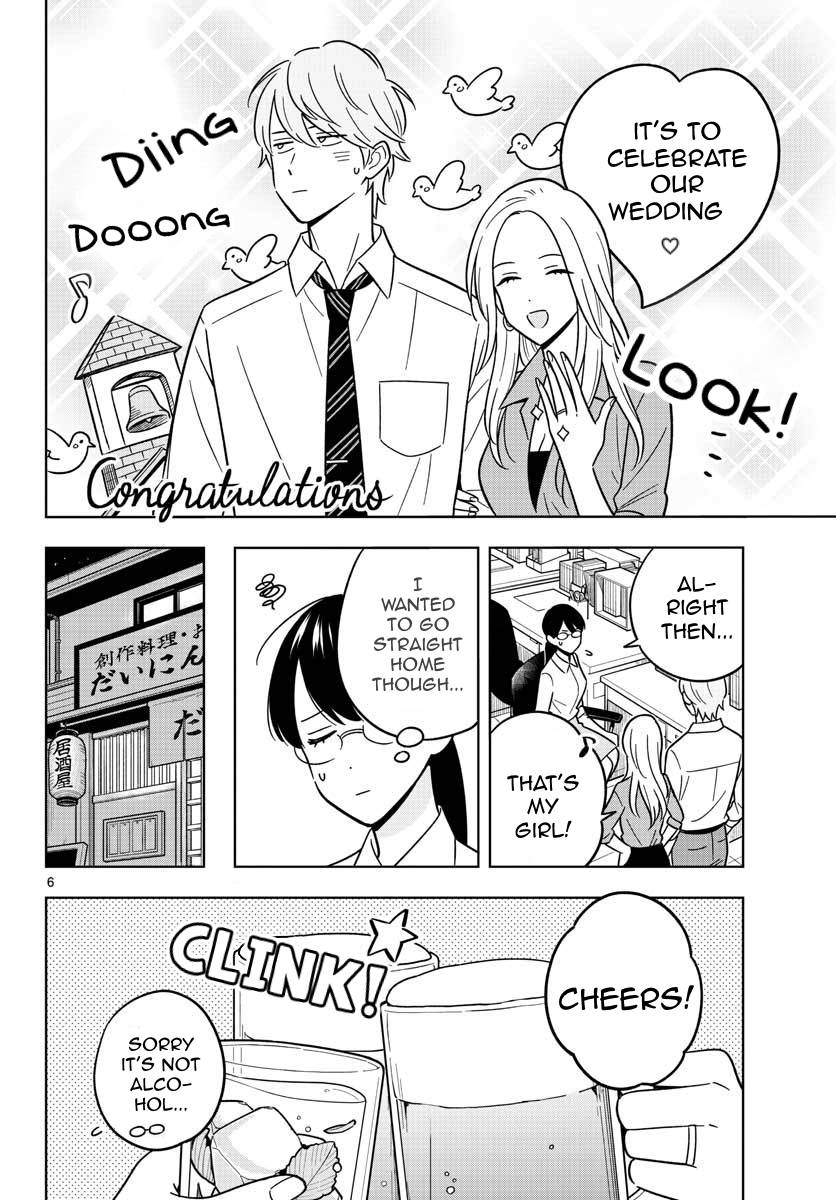 IT'S TO
CELEBRATE
OUR
WEDDING
♡
Diing
Dooong
LOOK!
Congratulations
AL-
RIGHT
THEN...
THAT'S
MY
GIRL!
I
WANTED
TO GO
STRAIGHT
HOME
THOUGH...
創作料理・お
だいにん
だ
居酒屋
6
CLINK!
CHEERS!
SORRY
IT'S NOT
ALCO-
HOL...